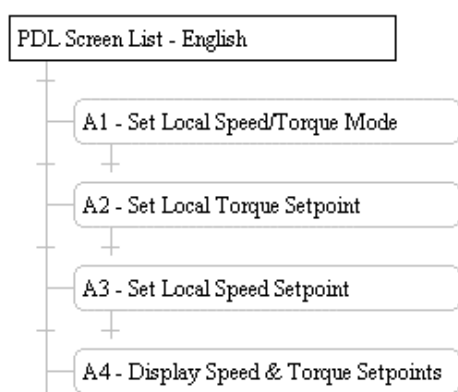 PDL Screen List - English
A1 - Set Local Speed/Torque Mode
A2 - Set Local Torque Setpoint
A3 - Set Local Speed Setpoint
A4 - Display Speed & Torque Setpoints